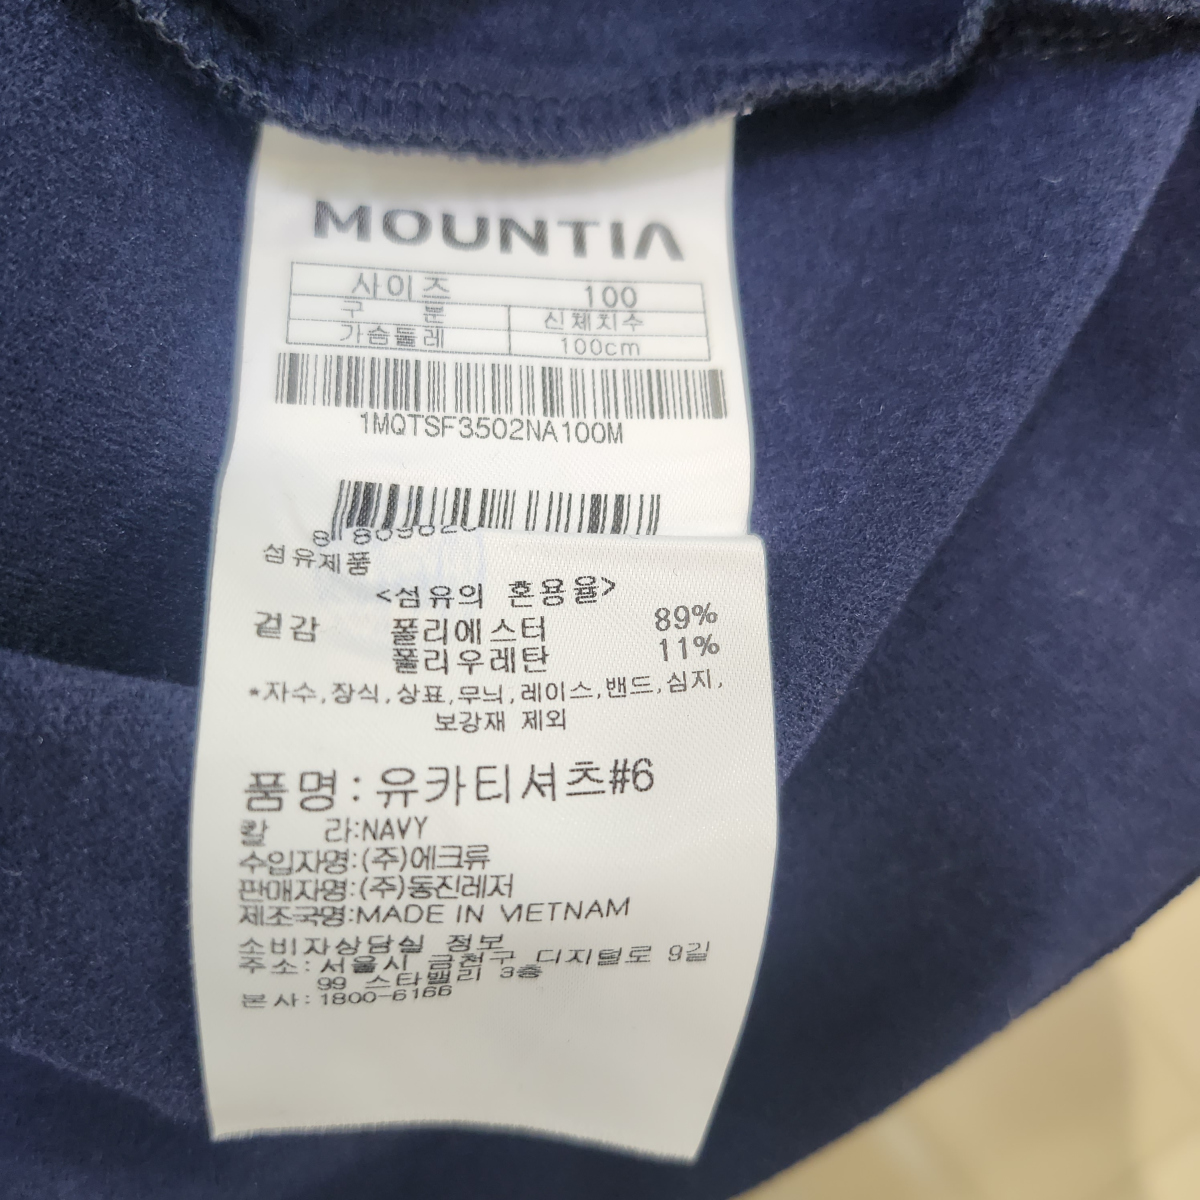 MOUNTIA
사이즈 100
구 분 신체치수
가슴둘레 100cm
1MQTSF3502NA100M
8 809820
섬유제품
<섬유의 혼용율>
겉감 폴리에스터 89%
폴리우레탄 11%
*자수,장식,상표,무늬,레이스,밴드,심지,
보강재 제외
품명:유카티셔츠#6
칼 라:NAVY
수입자명:(주)에크류
판매자명:(주)동진레저
제조국명:MADE IN VIETNAM
소비자상담실 정보
주소:서울시 금천구 디지털로 9길
99 스타밸리 3층
본사:1800-6166